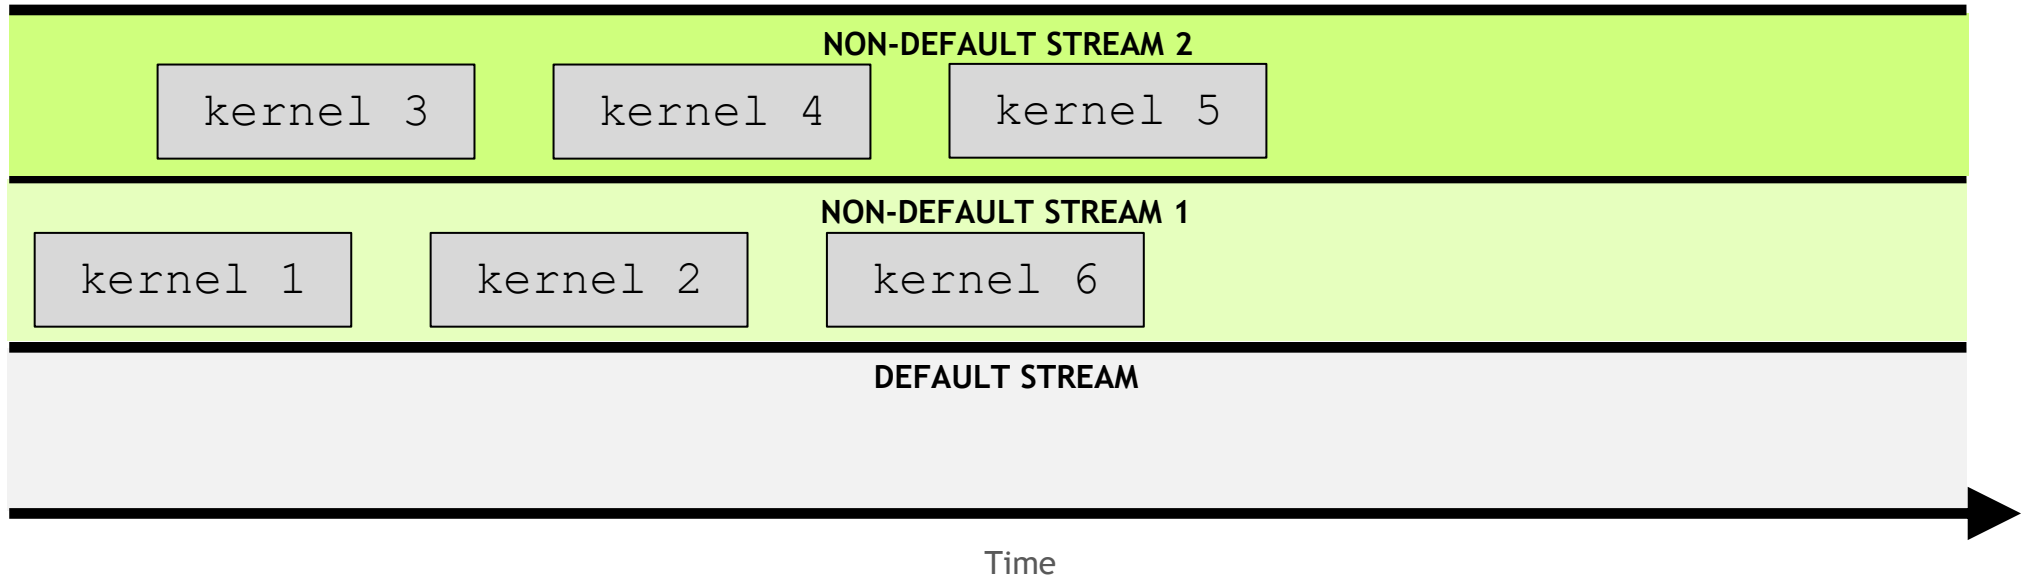 NON-DEFAULT STREAM 2
kernel 3 kernel 4 kernel 5
NON-DEFAULT STREAM 1
kernel 1 kernel 2 kernel 6
DEFAULT STREAM
Time